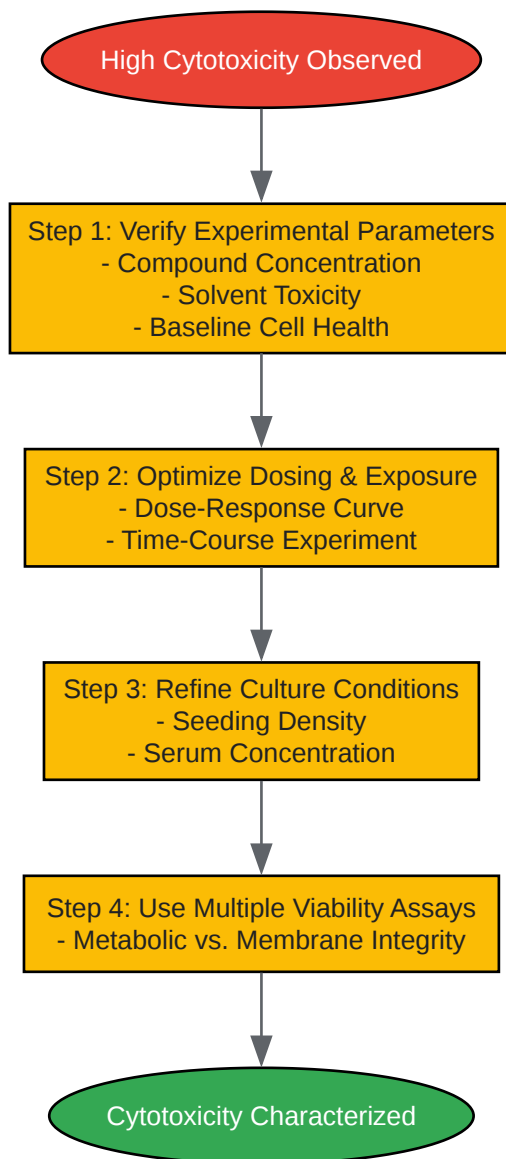 High Cytotoxicity Observed
Step 1: Verify Experimental Parameters
- Compound Concentration
- Solvent Toxicity
- Baseline Cell Health
Step 2: Optimize Dosing & Exposure
- Dose-Response Curve
- Time-Course Experiment
Step 3: Refine Culture Conditions
- Seeding Density
- Serum Concentration
Step 4: Use Multiple Viability Assays
- Metabolic vs. Membrane Integrity
Cytotoxicity Characterized